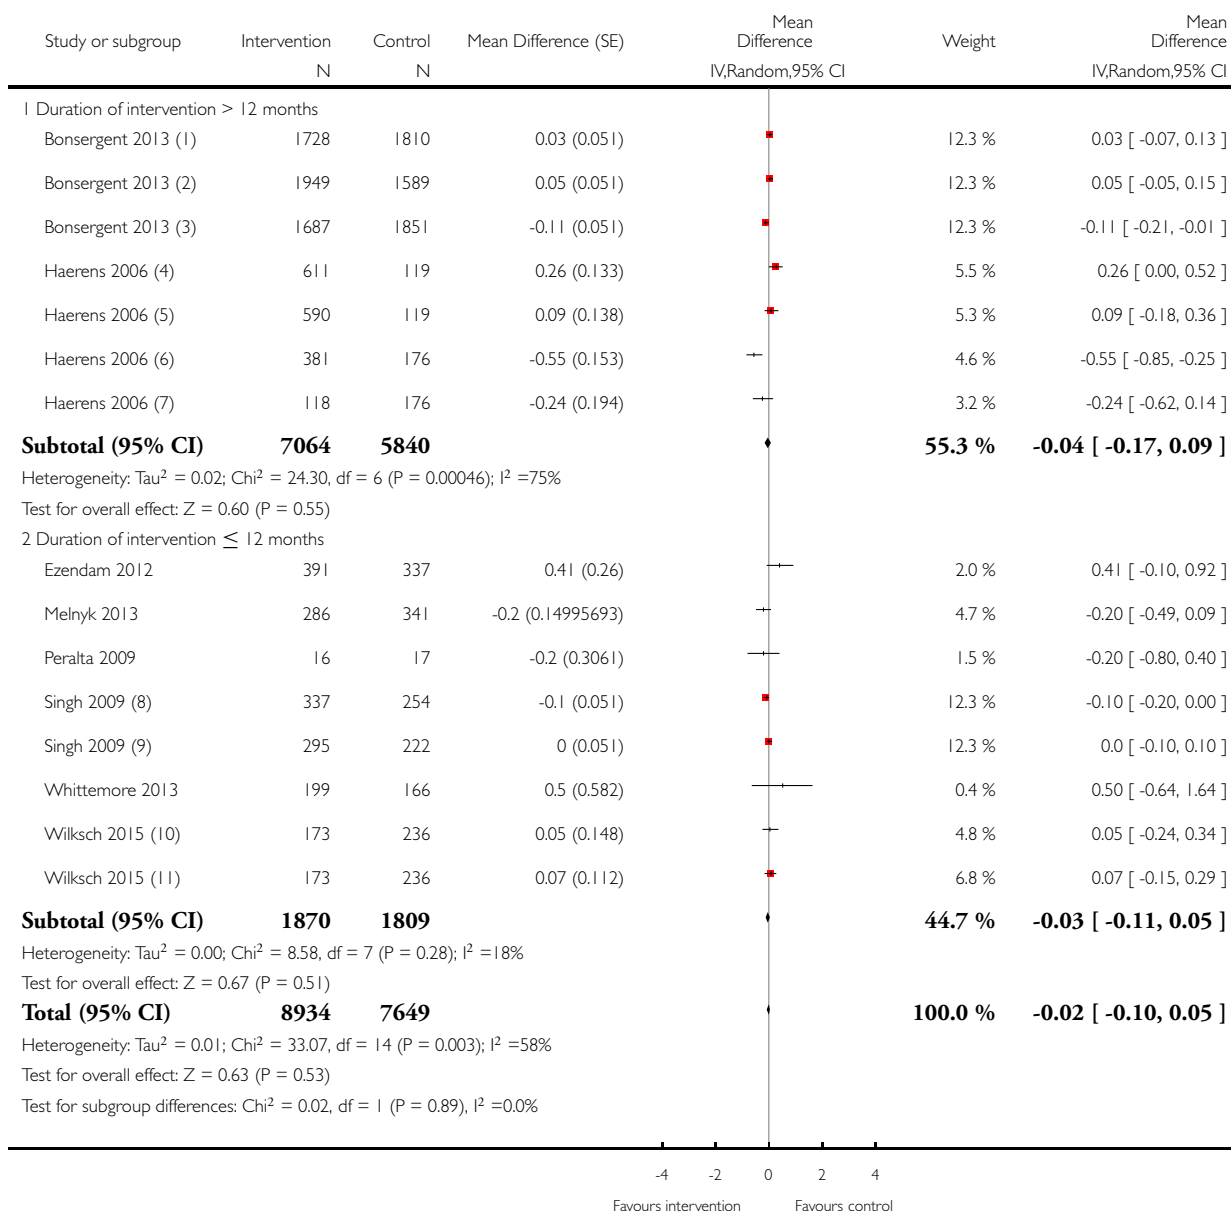 Study or subgroup Intervention Control Mean Difference (SE) Mean Difference Weight Mean Difference
N N IV,Random,95% CI IV,Random,95% CI
1 Duration of intervention > 12 months
Bonsergent 2013 (1) 1728 1810 0.03 (0.051) 12.3 % 0.03 [ -0.07, 0.13 ]
Bonsergent 2013 (2) 1949 1589 0.05 (0.051) 12.3 % 0.05 [ -0.05, 0.15 ]
Bonsergent 2013 (3) 1687 1851 -0.11 (0.051) 12.3 % -0.11 [ -0.21, -0.01 ]
Haerens 2006 (4) 611 119 0.26 (0.133) 5.5 % 0.26 [ 0.00, 0.52 ]
Haerens 2006 (5) 590 119 0.09 (0.138) 5.3 % 0.09 [ -0.18, 0.36 ]
Haerens 2006 (6) 381 176 -0.55 (0.153) 4.6 % -0.55 [ -0.85, -0.25 ]
Haerens 2006 (7) 118 176 -0.24 (0.194) 3.2 % -0.24 [ -0.62, 0.14 ]
Subtotal (95% CI) 7064 5840 55.3 % -0.04 [ -0.17, 0.09 ]
Heterogeneity: Tau² = 0.02; Chi² = 24.30, df = 6 (P = 0.00046); I² =75%
Test for overall effect: Z = 0.60 (P = 0.55)
2 Duration of intervention ≤ 12 months
Ezendam 2012 391 337 0.41 (0.26) 2.0 % 0.41 [ -0.10, 0.92 ]
Melnyk 2013 286 341 -0.2 (0.14995693) 4.7 % -0.20 [ -0.49, 0.09 ]
Peralta 2009 16 17 -0.2 (0.3061) 1.5 % -0.20 [ -0.80, 0.40 ]
Singh 2009 (8) 337 254 -0.1 (0.051) 12.3 % -0.10 [ -0.20, 0.00 ]
Singh 2009 (9) 295 222 0 (0.051) 12.3 % 0.0 [ -0.10, 0.10 ]
Whittemore 2013 199 166 0.5 (0.582) 0.4 % 0.50 [ -0.64, 1.64 ]
Wilksch 2015 (10) 173 236 0.05 (0.148) 4.8 % 0.05 [ -0.24, 0.34 ]
Wilksch 2015 (11) 173 236 0.07 (0.112) 6.8 % 0.07 [ -0.15, 0.29 ]
Subtotal (95% CI) 1870 1809 44.7 % -0.03 [ -0.11, 0.05 ]
Heterogeneity: Tau² = 0.00; Chi² = 8.58, df = 7 (P = 0.28); I² =18%
Test for overall effect: Z = 0.67 (P = 0.51)
Total (95% CI) 8934 7649 100.0 % -0.02 [ -0.10, 0.05 ]
Heterogeneity: Tau² = 0.01; Chi² = 33.07, df = 14 (P = 0.003); I² =58%
Test for overall effect: Z = 0.63 (P = 0.53)
Test for subgroup differences: Chi² = 0.02, df = 1 (P = 0.89), I² =0.0%
-4 -2 0 2 4
Favours intervention Favours control